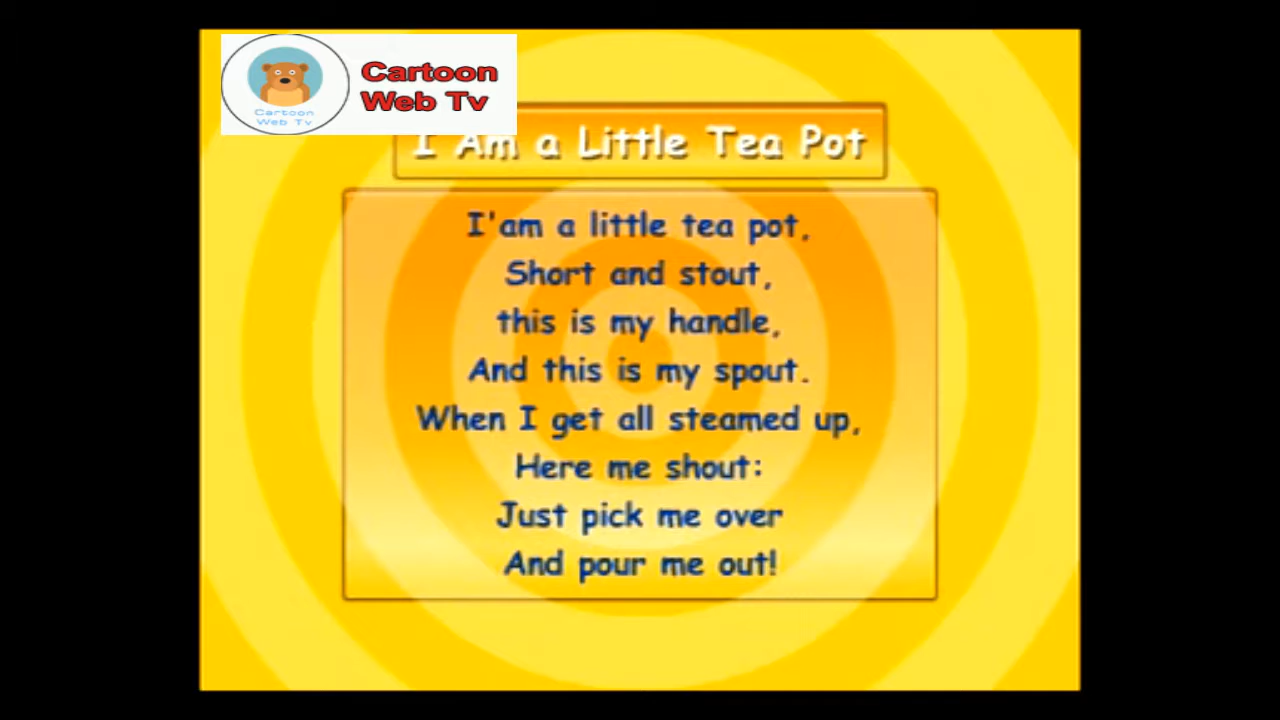 Cartoon
Web Tv
Cartoon
Web Tv
I Am a Little Tea Pot
I'am a little tea pot,
Short and stout,
this is my handle,
And this is my spout.
When I get all steamed up,
Here me shout:
Just pick me over
And pour me out!